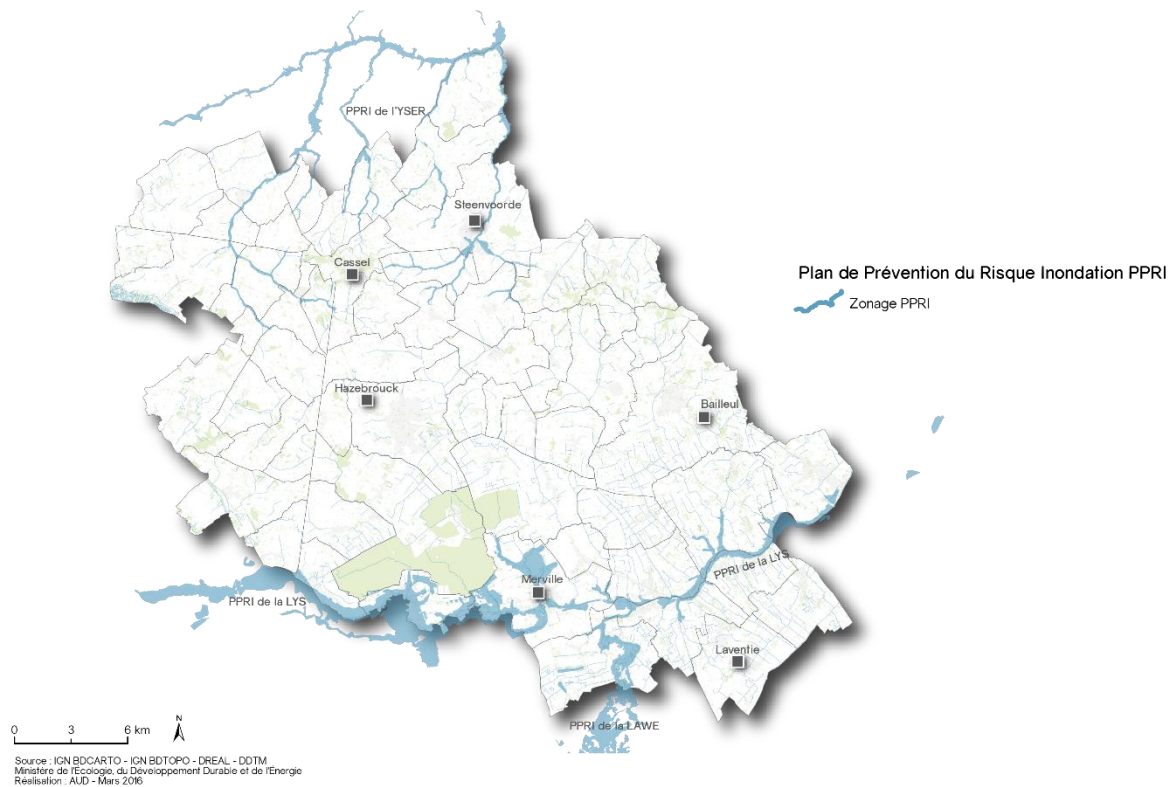 PPRI de l'YSER
Steenvoorde
Cassel
Plan de Prévention du Risque Inondation PPRI
Zonage PPRI
Hazebrouck
Bailleul
PPRI de la LYS
Merville
PPRI de la LYS
Laventie
PPRI de la LAWE
0 3 6 km
N
Source : IGN BDCARTO - IGN BDTOPO - DREAL - DDTM
Ministère de l'Ecologie, du Développement Durable et de l'Energie
Réalisation : AUD - Mars 2016